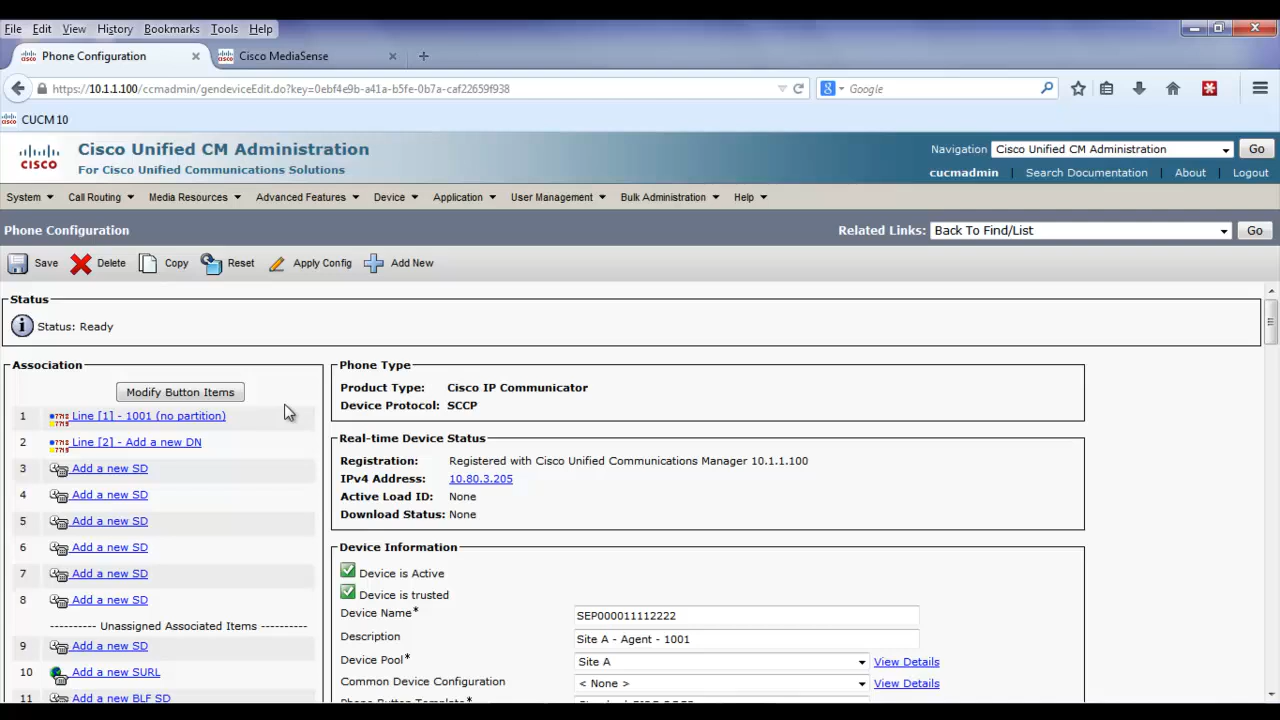 File Edit View History Bookmarks Tools Help
Phone Configuration
Cisco MediaSense
https://10.1.1.100/ccmadmin/gendeviceEdit.do?key=0ebf4e9b-a41a-b5fe-0b7a-caf22659f938
Google
CUCM 10
CISCO
Cisco Unified CM Administration
For Cisco Unified Communications Solutions
Navigation Cisco Unified CM Administration Go
cucmadmin | Search Documentation | About | Logout
System Call Routing Media Resources Advanced Features Device Application User Management Bulk Administration Help
Phone Configuration
Related Links: Back To Find/List Go
Save Delete Copy Reset Apply Config Add New
Status
Status: Ready
Association
Modify Button Items
1 Line [1] - 1001 (no partition)
2 Line [2] - Add a new DN
3 Add a new SD
4 Add a new SD
5 Add a new SD
6 Add a new SD
7 Add a new SD
8 Add a new SD
---------- Unassigned Associated Items ----------
9 Add a new SD
10 Add a new SURL
11 Add a new BLF SD
Phone Type
Product Type: Cisco IP Communicator
Device Protocol: SCCP
Real-time Device Status
Registration: Registered with Cisco Unified Communications Manager 10.1.1.100
IPv4 Address: 10.80.3.205
Active Load ID: None
Download Status: None
Device Information
Device is Active
Device is trusted
Device Name* SEP000011112222
Description Site A - Agent - 1001
Device Pool* Site A View Details
Common Device Configuration < None > View Details
Phone Button Template*